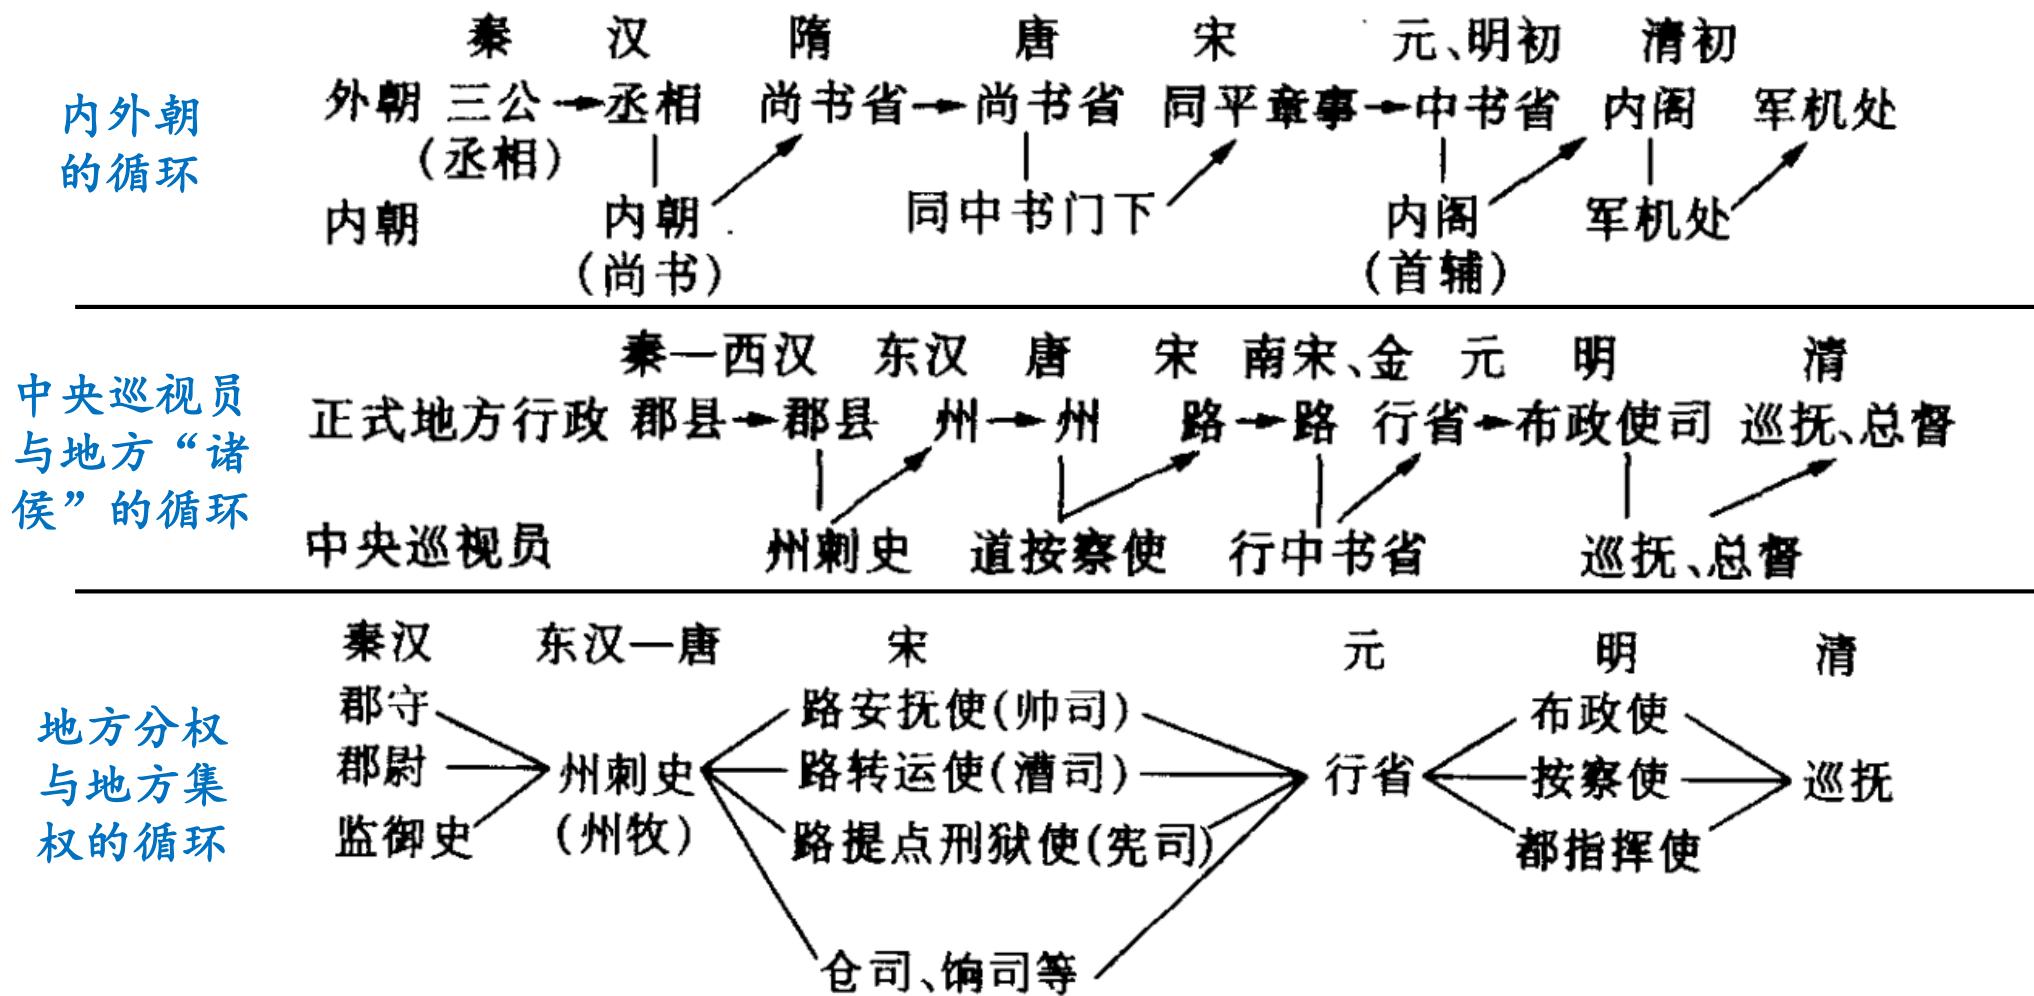 秦 汉 隋 唐 宋 元、明初 清初
内外朝
的循环
外朝 三公 丞相 尚书省 尚书省 同平章事 中书省 内阁 军机处
(丞相)
内朝 内朝 同中书门下 内阁 军机处
(尚书) (首辅)
秦一西汉 东汉 唐 宋 南宋、金 元 明 清
中央巡视员
与地方“诸
侯”的循环
正式地方行政 郡县 郡县 州 州 路 路 行省 布政使司 巡抚、总督
中央巡视员 州刺史 道按察使 行中书省 巡抚、总督
秦汉 东汉一唐 宋 元 明 清
地方分权
与地方集
权的循环
郡守 路安抚使(帅司) 布政使
郡尉 州刺史 路转运使(漕司) 行省 按察使 巡抚
监御史 (州牧) 路提点刑狱使(宪司) 都指挥使
仓司、饷司等